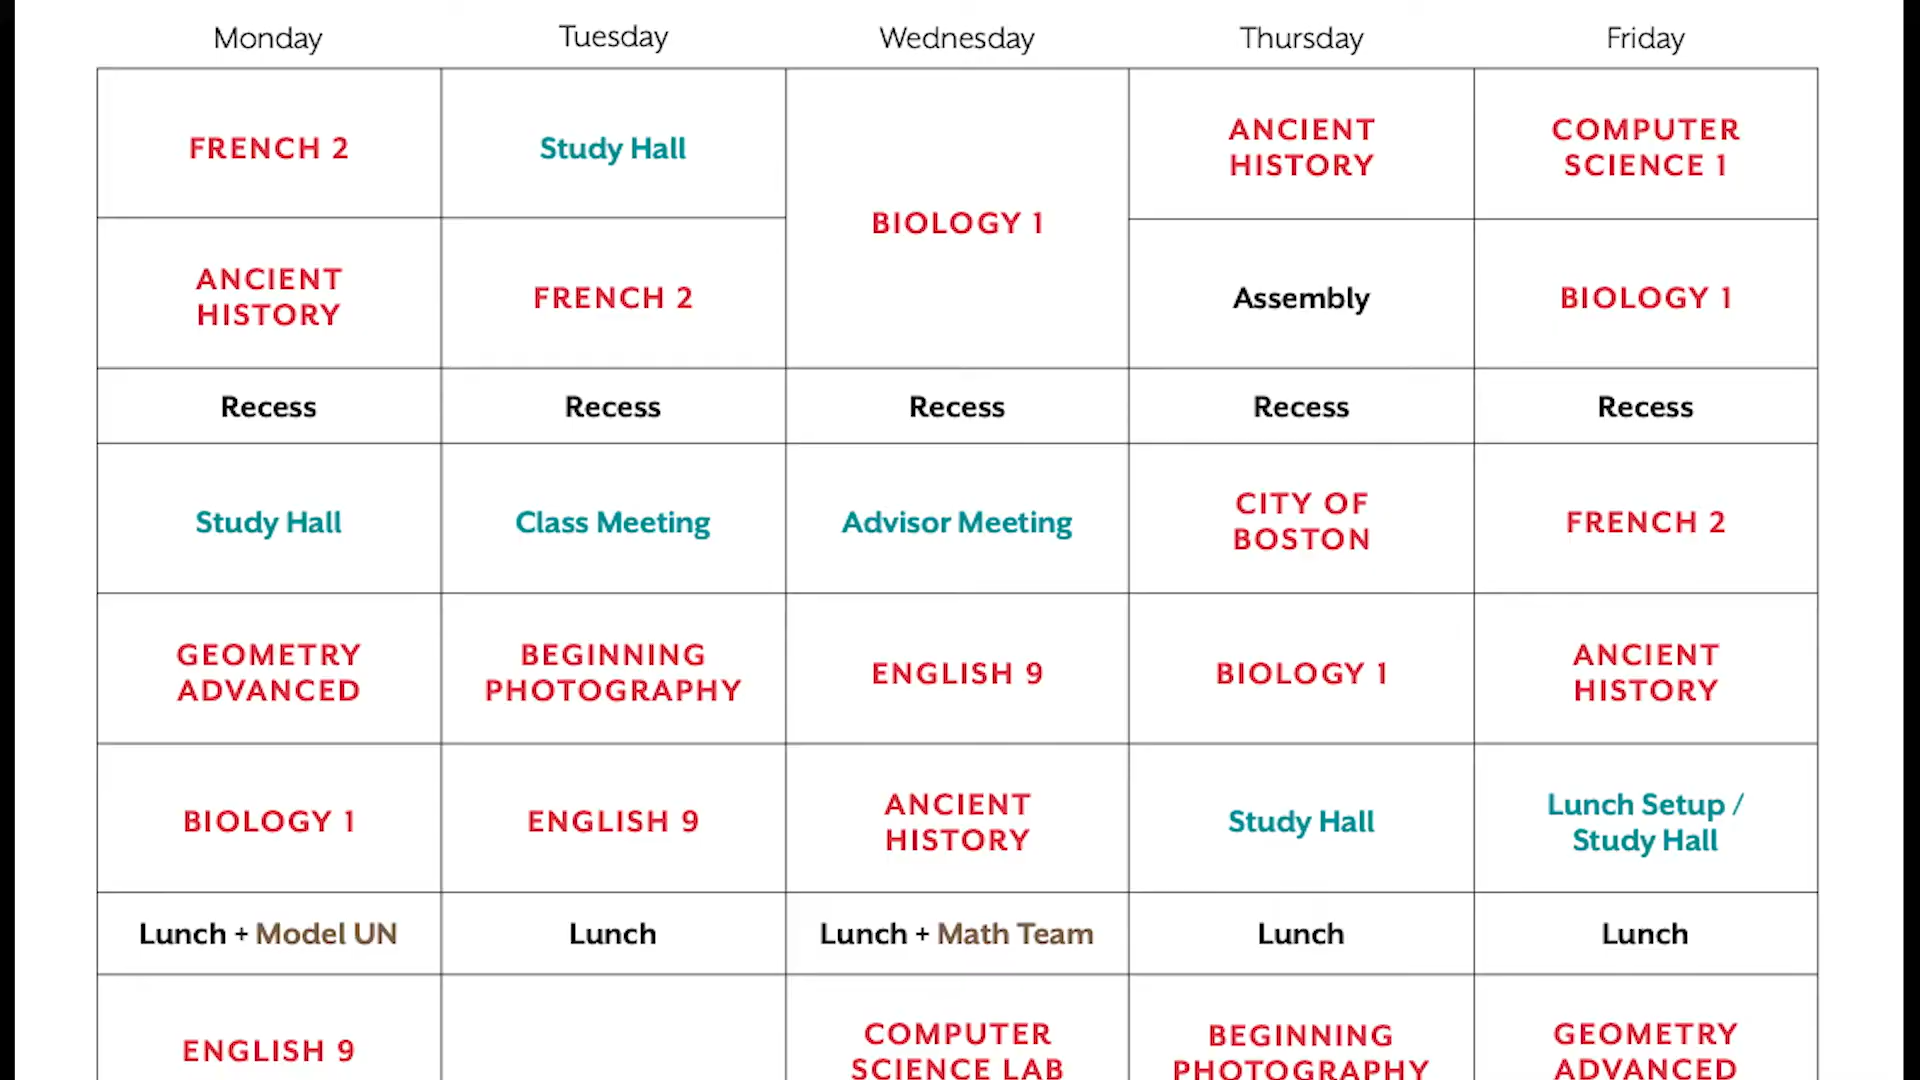 Monday Tuesday Wednesday Thursday Friday
FRENCH 2
Study Hall
BIOLOGY 1
ANCIENT
HISTORY
COMPUTER
SCIENCE 1
ANCIENT
HISTORY
FRENCH 2
Assembly
BIOLOGY 1
Recess Recess Recess Recess Recess
Study Hall
Class Meeting
Advisor Meeting
CITY OF
BOSTON
FRENCH 2
GEOMETRY
ADVANCED
BEGINNING
PHOTOGRAPHY
ENGLISH 9
BIOLOGY 1
ANCIENT
HISTORY
BIOLOGY 1
ENGLISH 9
ANCIENT
HISTORY
Study Hall
Lunch Setup /
Study Hall
Lunch + Model UN
Lunch
Lunch + Math Team
Lunch
Lunch
ENGLISH 9
COMPUTER
SCIENCE LAB
BEGINNING
PHOTOGRAPHY
GEOMETRY
ADVANCED